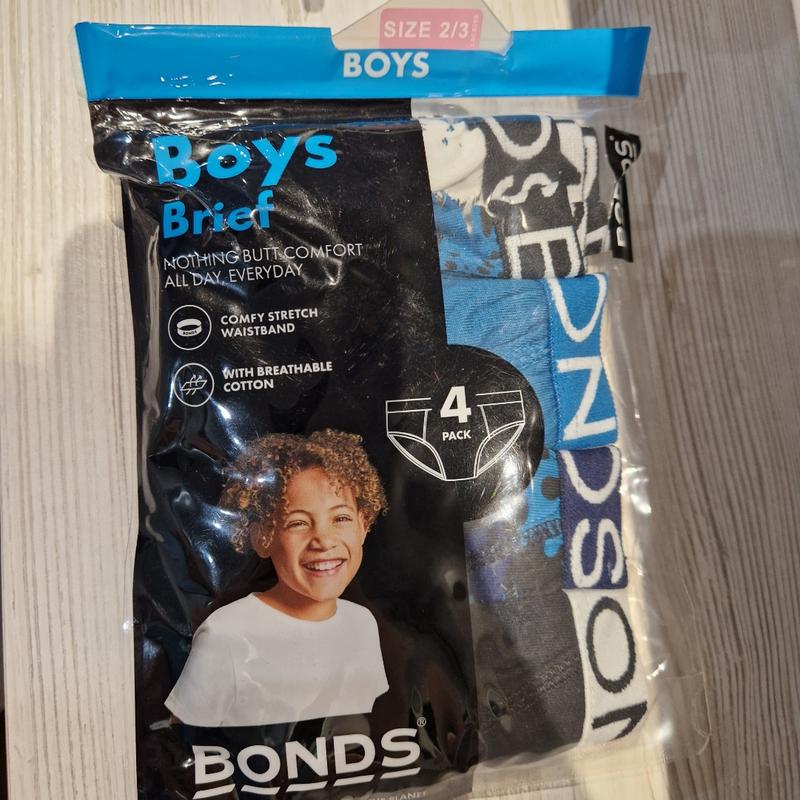 SIZE 2/3
BOYS
Boys
Brief
NOTHING BUTT COMFORT
ALL DAY, EVERYDAY
COMFY STRETCH
WAISTBAND
WITH BREATHABLE
COTTON
4
PACK
BONDS®